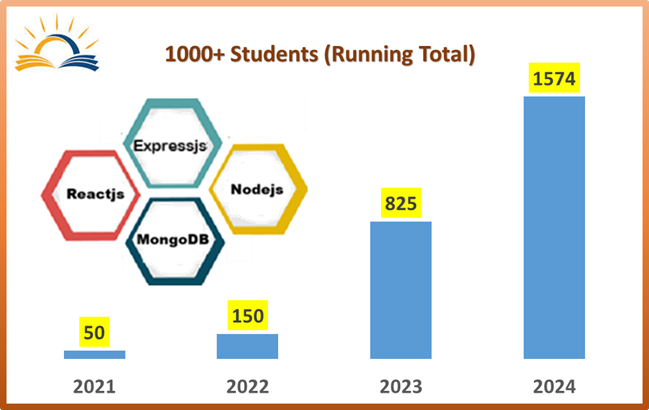 1000+ Students (Running Total)
1574
Expressjs
Reactjs
Nodejs
825
MongoDB
150
50
2021 2022 2023 2024